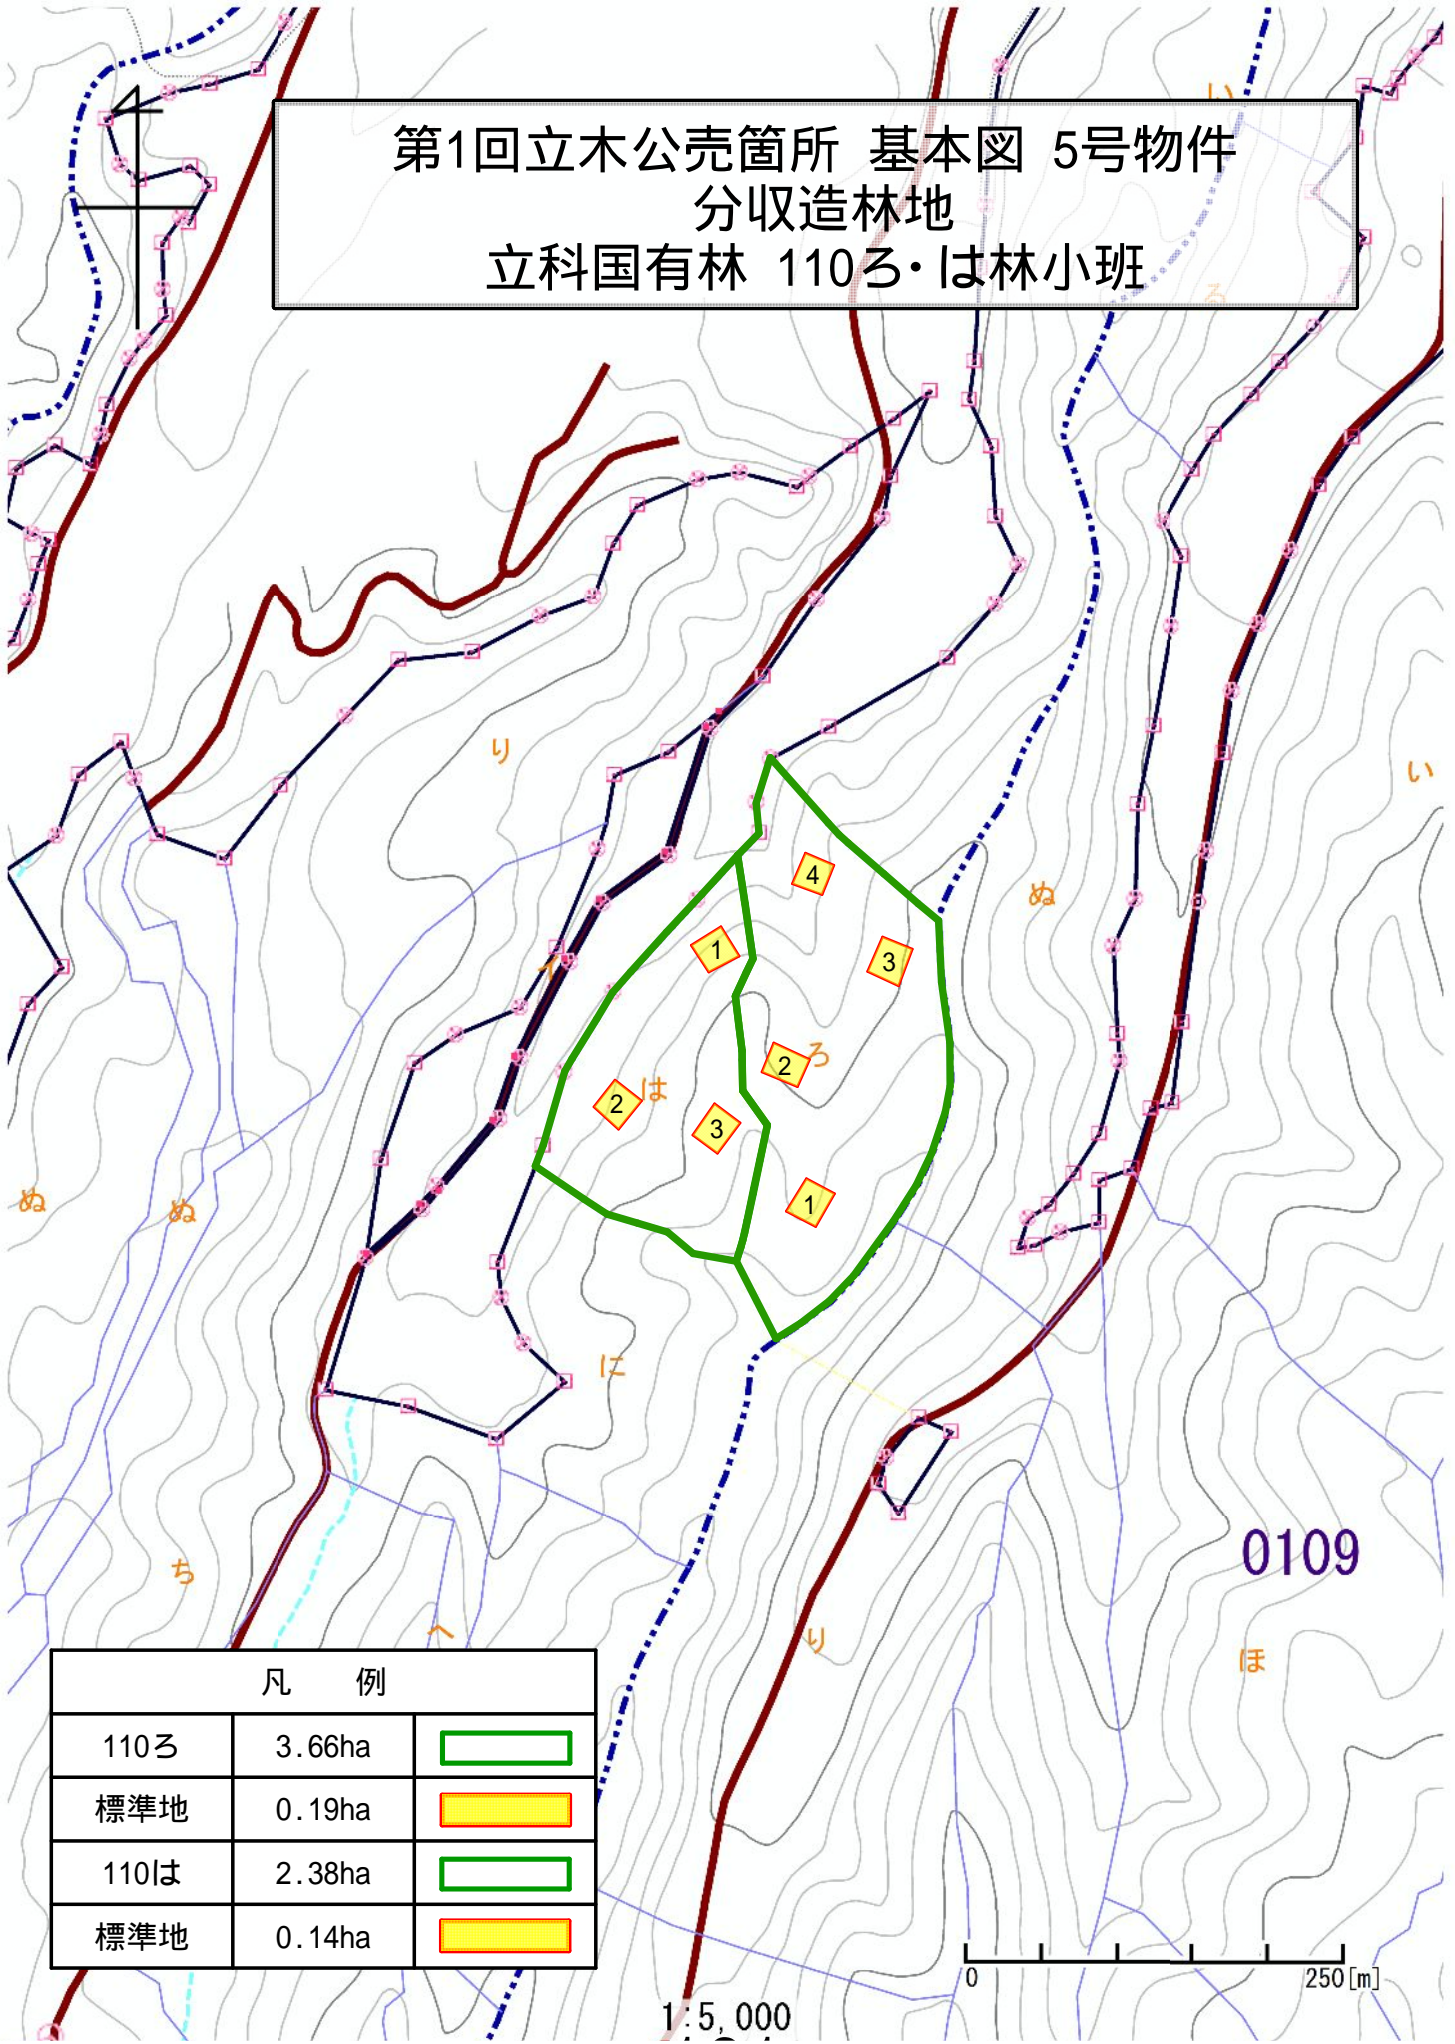 第1回立木公売箇所 基本図 5号物件
分収造林地
立科国有林 110ろ・は林小班
い
る
り
い
ぬ
イ
4
1
3
2
ろ
は
2
3
1
ぬ
ぬ
に
0109
ち
へ
り
ほ
凡 例
110ろ 3.66ha
標準地 0.19ha
110は 2.38ha
標準地 0.14ha
0 250[m]
1:5,000